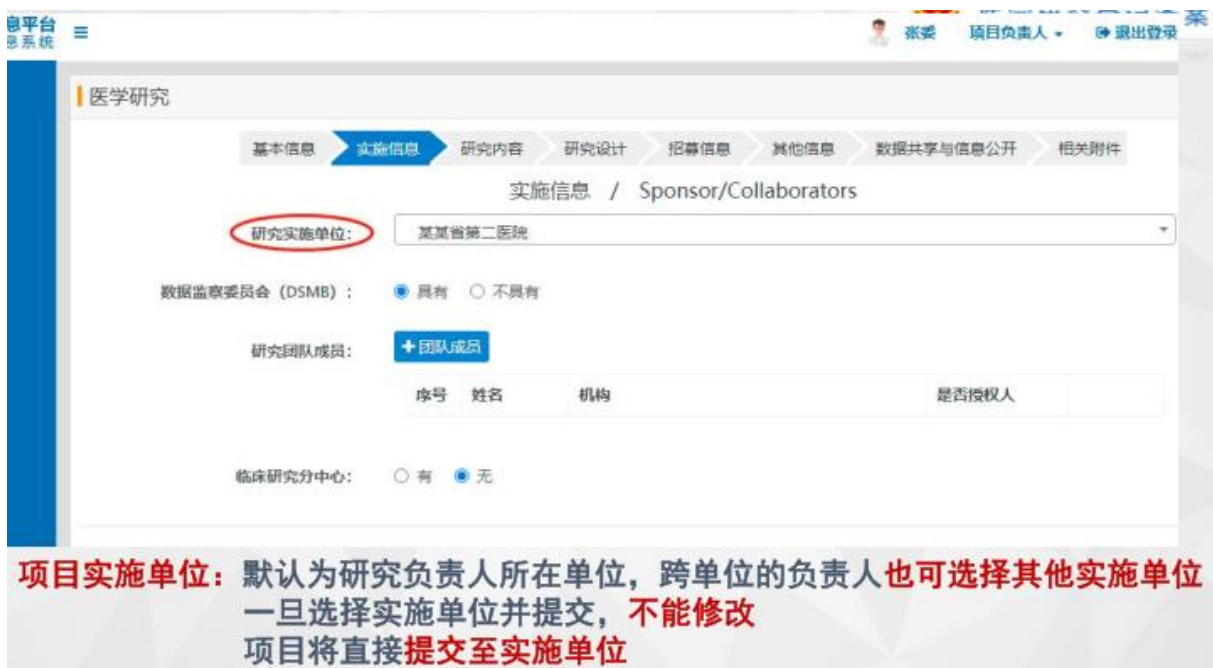 息平台
息系统
张委 项目负责人 退出登录
医学研究
基本信息 实施信息 研究内容 研究设计 招募信息 其他信息 数据共享与信息公开 相关附件
实施信息 / Sponsor/Collaborators
研究实施单位： 某某省第二医院
数据监察委员会（DSMB）： 具有 不具有
研究团队成员： +团队成员
序号 姓名 机构 是否授权人
临床研究分中心： 有 无
项目实施单位：默认为研究负责人所在单位，跨单位的负责人也可选择其他实施单位
一旦选择实施单位并提交，不能修改
项目将直接提交至实施单位